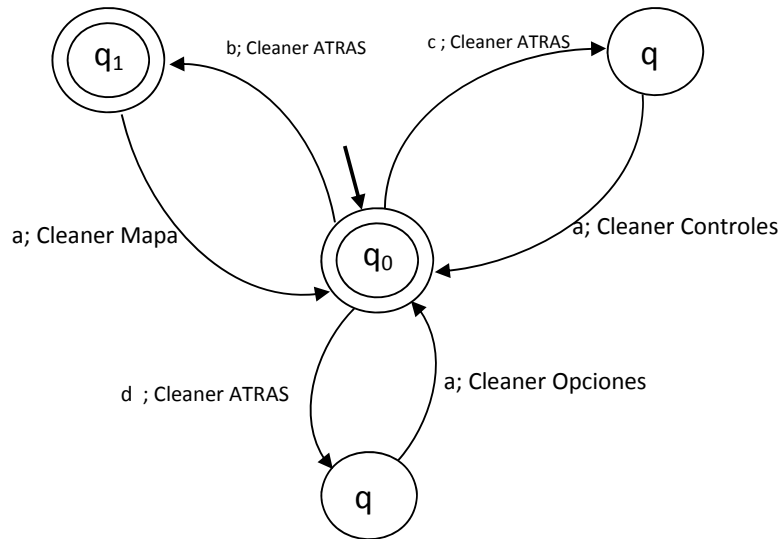 q1
b; Cleaner ATRAS
c ; Cleaner ATRAS
q
a; Cleaner Mapa
a; Cleaner Controles
q0
d ; Cleaner ATRAS
a; Cleaner Opciones
q